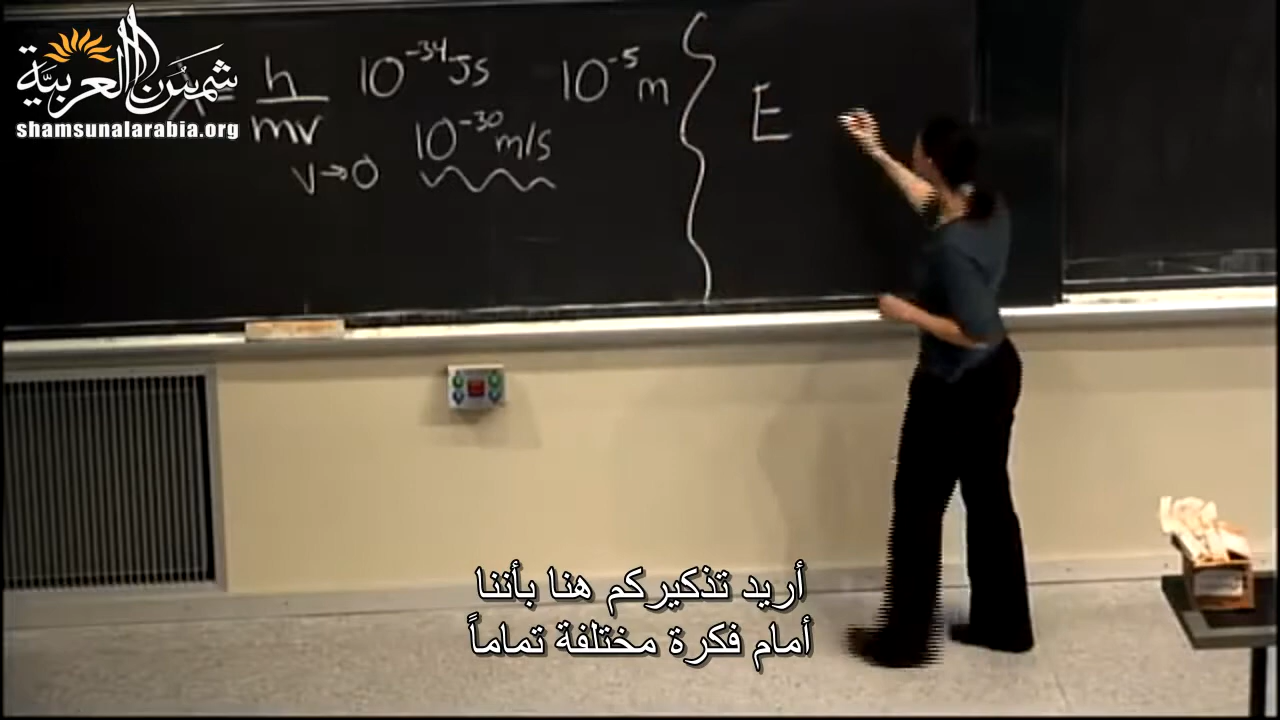 شمسُن العربيّة
shamsunalarabia.org
λ = h / mv
10⁻³⁴ Js
10⁻⁵ m
v→0
10⁻³⁰ m/s
E
أريد تذكيركم هنا بأننا
أمام فكرة مختلفة تماماً